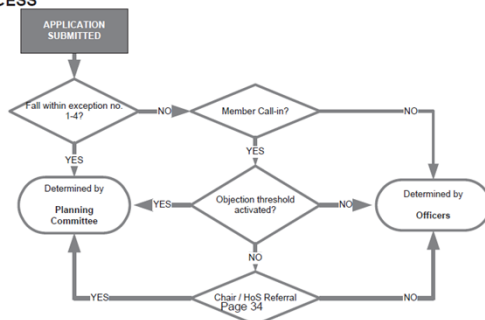 CESS
APPLICATION
SUBMITTED
Fall within exception no.
1-4?
NO
Member Call-in?
NO
YES
YES
Determined by
Planning
Committee
YES
Objection threshold
activated?
NO
Determined by
Officers
NO
YES
Chair / HoS Referral
NO
Page 34